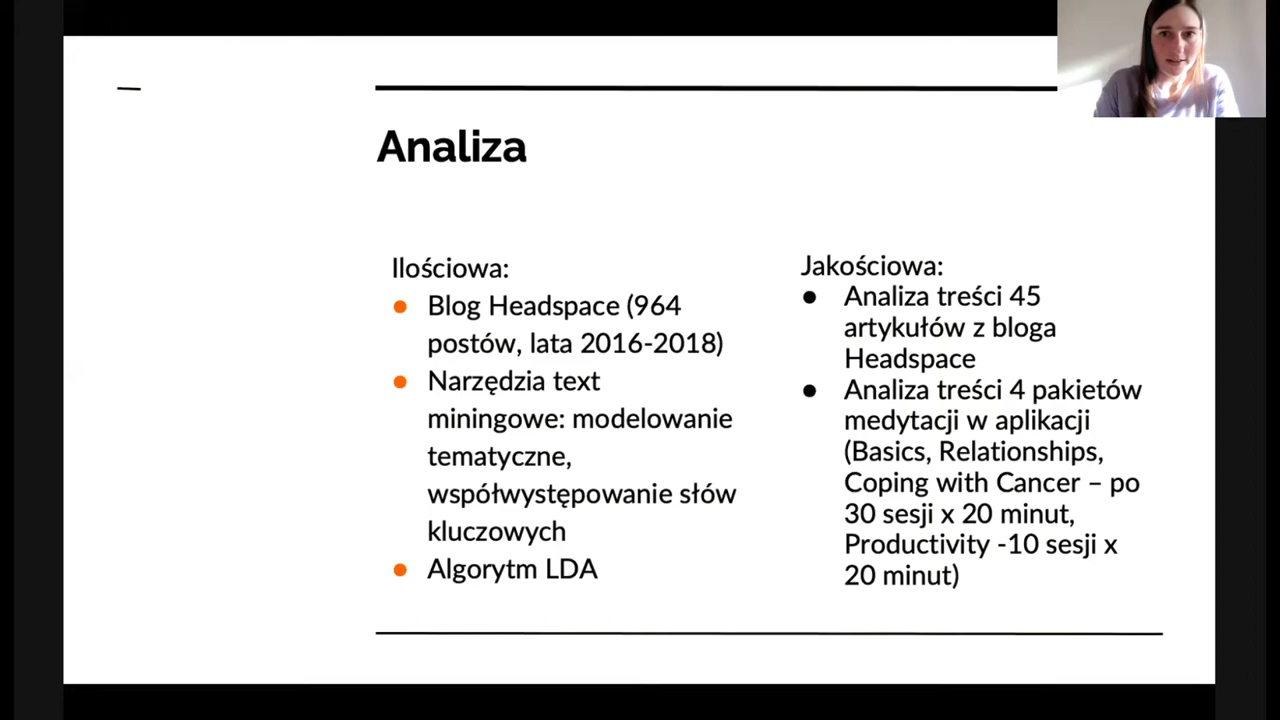 Analiza
Ilościowa:
● Blog Headspace (964
postów, lata 2016-2018)
● Narzędzia text
miningowe: modelowanie
tematyczne,
współwystępowanie słów
kluczowych
● Algorytm LDA
Jakościowa:
● Analiza treści 45
artykułów z bloga
Headspace
● Analiza treści 4 pakietów
medytacji w aplikacji
(Basics, Relationships,
Coping with Cancer – po
30 sesji x 20 minut,
Productivity -10 sesji x
20 minut)